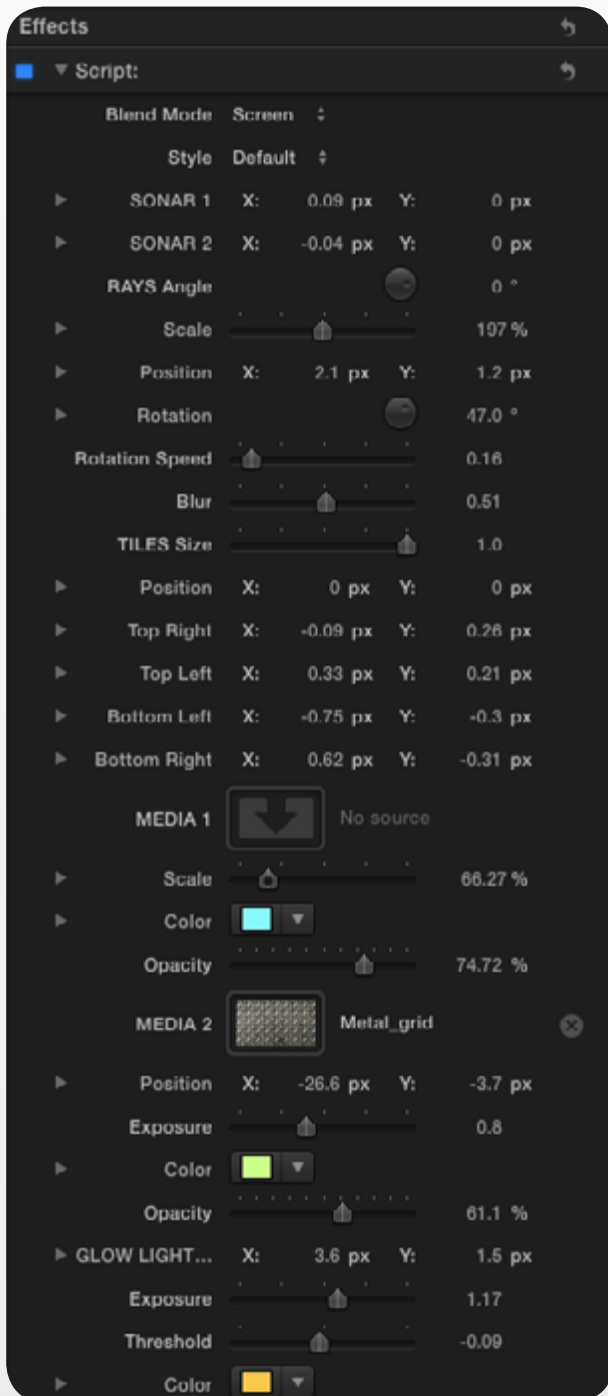 Effects
Script:
Blend Mode Screen
Style Default
SONAR 1 X: 0.09 px Y: 0 px
SONAR 2 X: -0.04 px Y: 0 px
RAYS Angle 0 °
Scale 197 %
Position X: 2.1 px Y: 1.2 px
Rotation 47.0 °
Rotation Speed 0.16
Blur 0.51
TILES Size 1.0
Position X: 0 px Y: 0 px
Top Right X: -0.09 px Y: 0.26 px
Top Left X: 0.33 px Y: 0.21 px
Bottom Left X: -0.75 px Y: -0.3 px
Bottom Right X: 0.62 px Y: -0.31 px
MEDIA 1 No source
Scale 66.27 %
Color
Opacity 74.72 %
MEDIA 2 Metal_grid
Position X: -26.6 px Y: -3.7 px
Exposure 0.8
Color
Opacity 61.1 %
GLOW LIGHT... X: 3.6 px Y: 1.5 px
Exposure 1.17
Threshold -0.09
Color